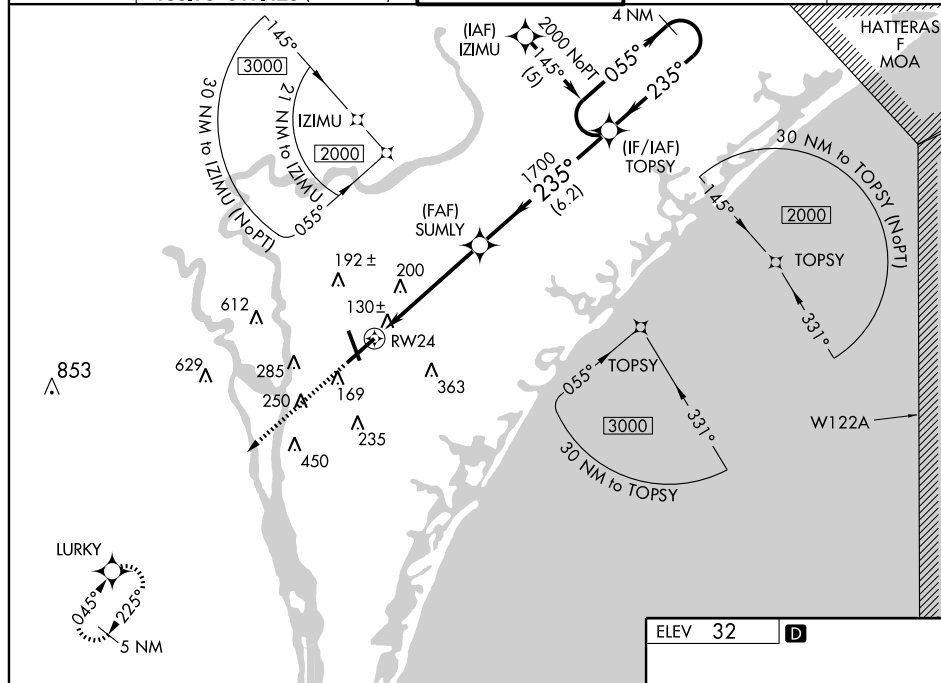 4 NM
HATTERAS
F
MOA
(IAF)
IZIMU
2000 NoPT
145°
(5)
055°
235°
145°
3000
30 NM to IZIMU (NoPT)
21 NM to IZIMU
IZIMU
2000
055°
(IF/IAF)
TOPSY
1700
235°
(6.2)
30 NM to TOPSY (NoPT)
145°
2000
TOPSY
331°
(FAF)
SUMLY
192 ±
200
612
130±
RW24
853
629
285
250
169
363
235
450
TOPSY
055°
331°
3000
30 NM to TOPSY
W122A
LURKY
045°
225°
5 NM
ELEV 32 D